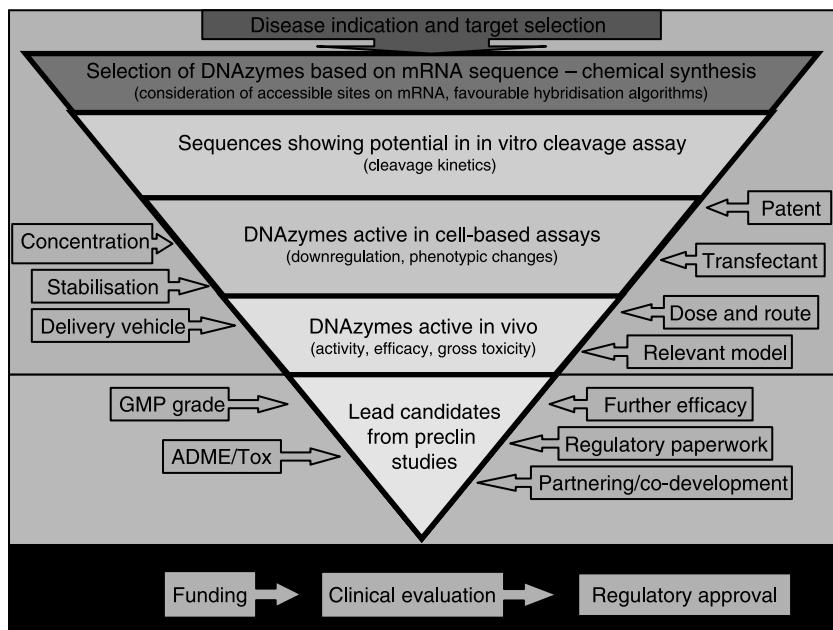 Disease indication and target selection
Selection of DNAzymes based on mRNA sequence – chemical synthesis
(consideration of accessible sites on mRNA, favourable hybridisation algorithms)
Sequences showing potential in in vitro cleavage assay
(cleavage kinetics)
Patent
Concentration
DNAzymes active in cell-based assays
(downregulation, phenotypic changes)
Transfectant
Stabilisation
Delivery vehicle
DNAzymes active in vivo
(activity, efficacy, gross toxicity)
Dose and route
Relevant model
GMP grade
Lead candidates
from preclin
studies
Further efficacy
ADME/Tox
Regulatory paperwork
Partnering/co-development
Funding
Clinical evaluation
Regulatory approval